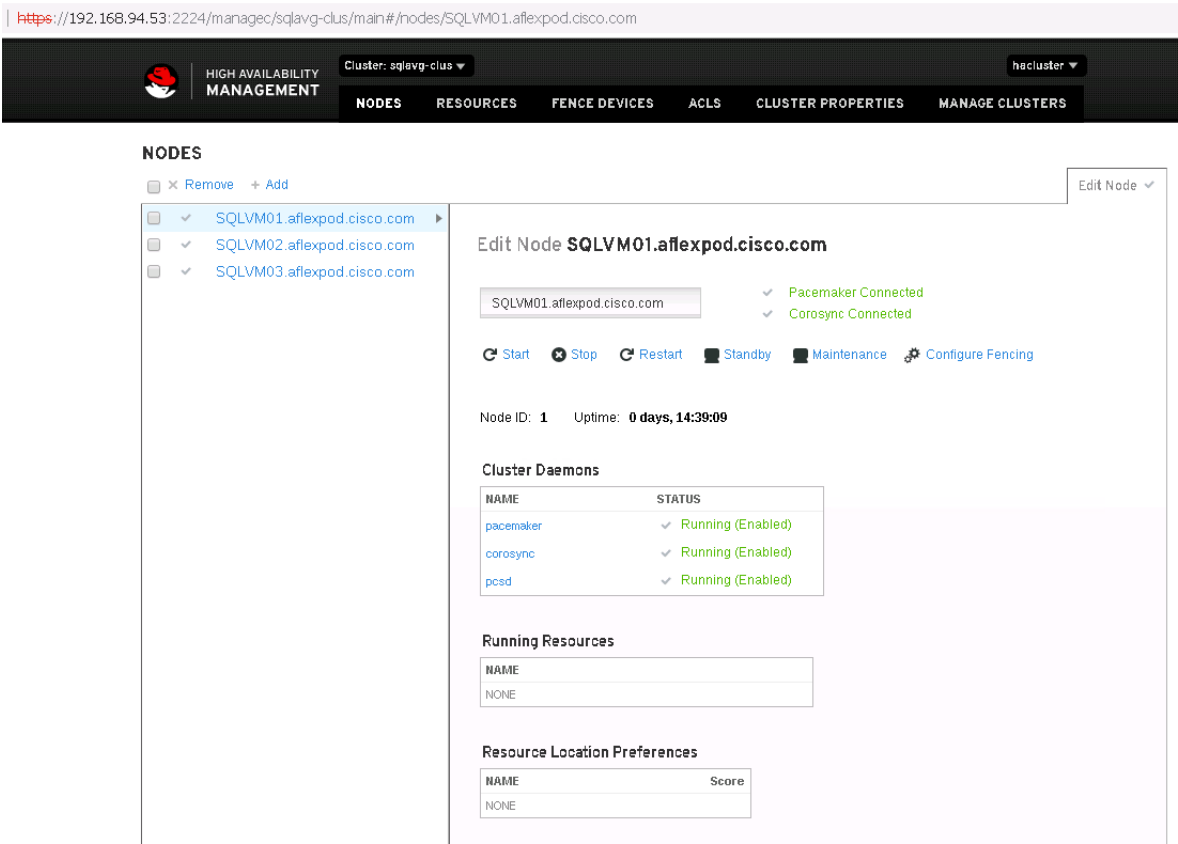 https://192.168.94.53:2224/managec/sqlavg-clus/main#/nodes/SQLVM01.aflexpod.cisco.com
HIGH AVAILABILITY
MANAGEMENT
Cluster: sqlavg-clus
hacluster
NODES RESOURCES FENCE DEVICES ACLS CLUSTER PROPERTIES MANAGE CLUSTERS
NODES
Remove + Add
Edit Node
SQLVM01.aflexpod.cisco.com
SQLVM02.aflexpod.cisco.com
SQLVM03.aflexpod.cisco.com
Edit Node SQLVM01.aflexpod.cisco.com
SQLVM01.aflexpod.cisco.com
Pacemaker Connected
Corosync Connected
Start Stop Restart Standby Maintenance Configure Fencing
Node ID: 1 Uptime: 0 days, 14:39:09
Cluster Daemons
NAME STATUS
pacemaker Running (Enabled)
corosync Running (Enabled)
pcsd Running (Enabled)
Running Resources
NAME
NONE
Resource Location Preferences
NAME Score
NONE